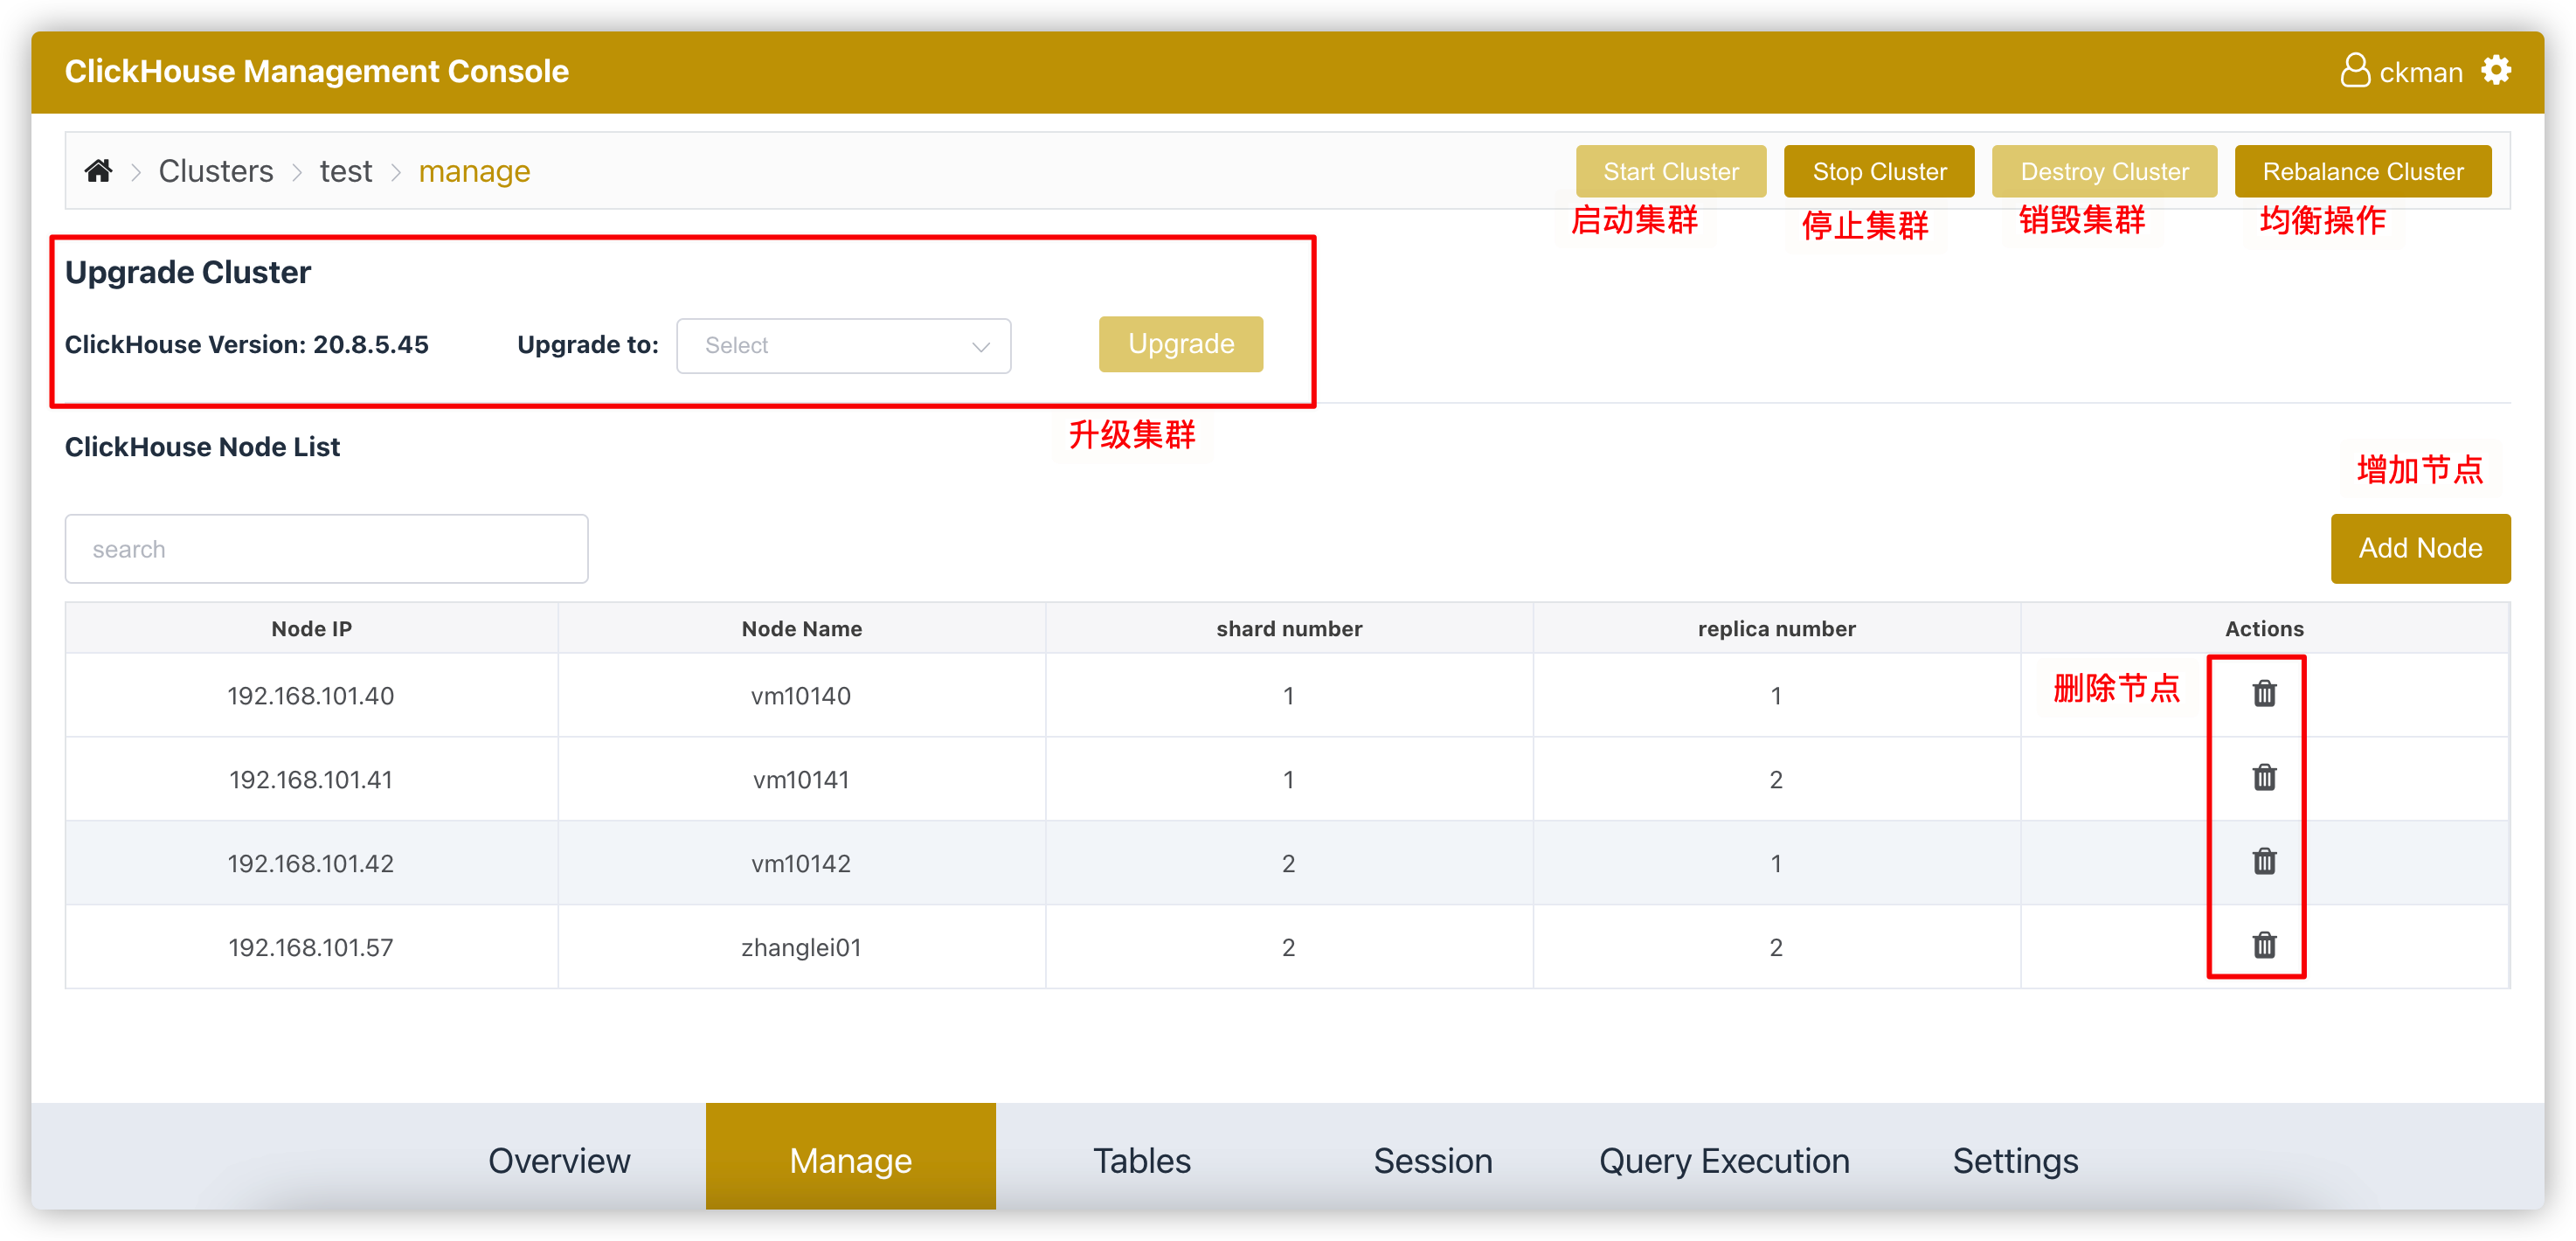 ClickHouse Management Console
ckman
Clusters > test > manage
Start Cluster
Stop Cluster
Destroy Cluster
Rebalance Cluster
启动集群
停止集群
销毁集群
均衡操作
Upgrade Cluster
ClickHouse Version: 20.8.5.45
Upgrade to:
Select
Upgrade
升级集群
ClickHouse Node List
增加节点
search
Add Node
Node IP Node Name shard number replica number Actions
192.168.101.40 vm10140 1 1 删除节点
192.168.101.41 vm10141 1 2
192.168.101.42 vm10142 2 1
192.168.101.57 zhanglei01 2 2
Overview Manage Tables Session Query Execution Settings